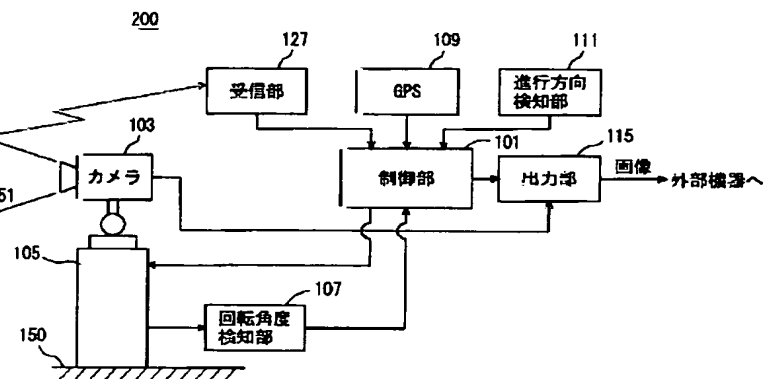 200
127
109
111
受信部
GPS
進行方向
検知部
103
101
115
カメラ
制御部
出力部
画像
外部機器へ
51
105
107
回転角度
検知部
150